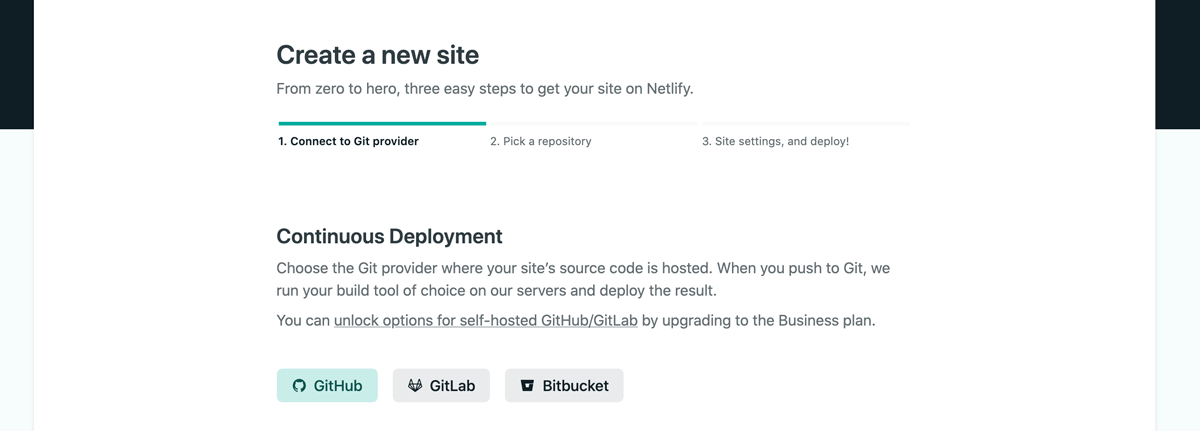 Create a new site
From zero to hero, three easy steps to get your site on Netlify.
1. Connect to Git provider
2. Pick a repository
3. Site settings, and deploy!
Continuous Deployment
Choose the Git provider where your site’s source code is hosted. When you push to Git, we
run your build tool of choice on our servers and deploy the result.
You can unlock options for self-hosted GitHub/GitLab by upgrading to the Business plan.
GitHub
GitLab
Bitbucket